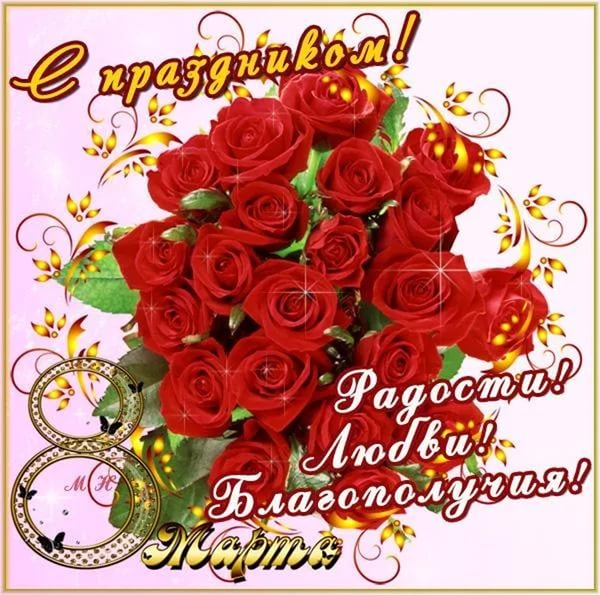 С праздником!
Радости!
Любви!
Благополучия!
8
М Н
Марта